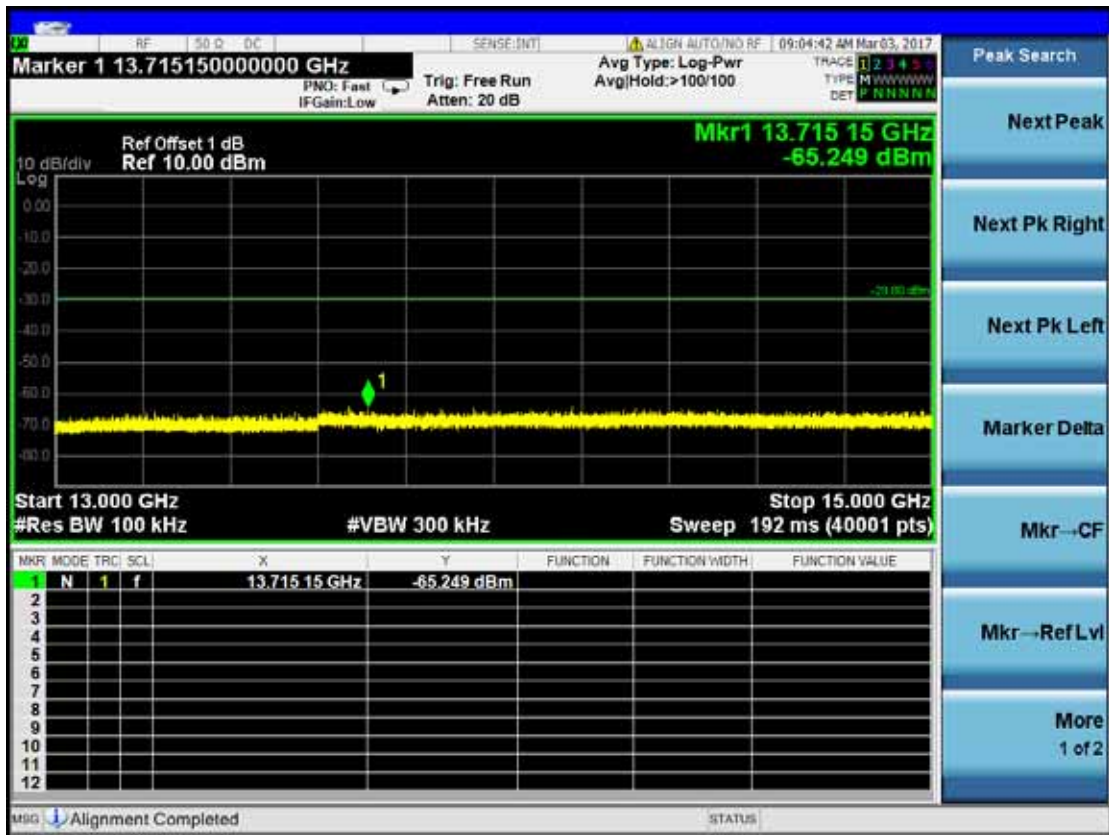 RF 50 Ω DC SENSE:INT ALIGN AUTO/NO RF 09:04:42 AM Mar 03, 2017
Marker 1 13.715150000000 GHz
PNO: Fast
IFGain:Low
Trig: Free Run
Atten: 20 dB
Avg Type: Log-Pwr
Avg|Hold:>100/100
TRACE 1 2 3 4 5 6
TYPE M WWWWW
DET P N N N N N
Mkr1 13.715 15 GHz
-65.249 dBm
Ref Offset 1 dB
10 dB/div Ref 10.00 dBm
Log
0.00
-10.0
-20.0
-30.0
-40.0
-50.0
-60.0
-70.0
-80.0
1
Start 13.000 GHz Stop 15.000 GHz
#Res BW 100 kHz #VBW 300 kHz Sweep 192 ms (40001 pts)
MKR MODE TRC SCL X Y FUNCTION FUNCTION WIDTH FUNCTION VALUE
1 N 1 f 13.715 15 GHz -65.249 dBm
2
3
4
5
6
7
8
9
10
11
12
MSG Alignment Completed STATUS
Peak Search
Next Peak
Next Pk Right
Next Pk Left
Marker Delta
Mkr→CF
Mkr→Ref Lvl
More
1 of 2